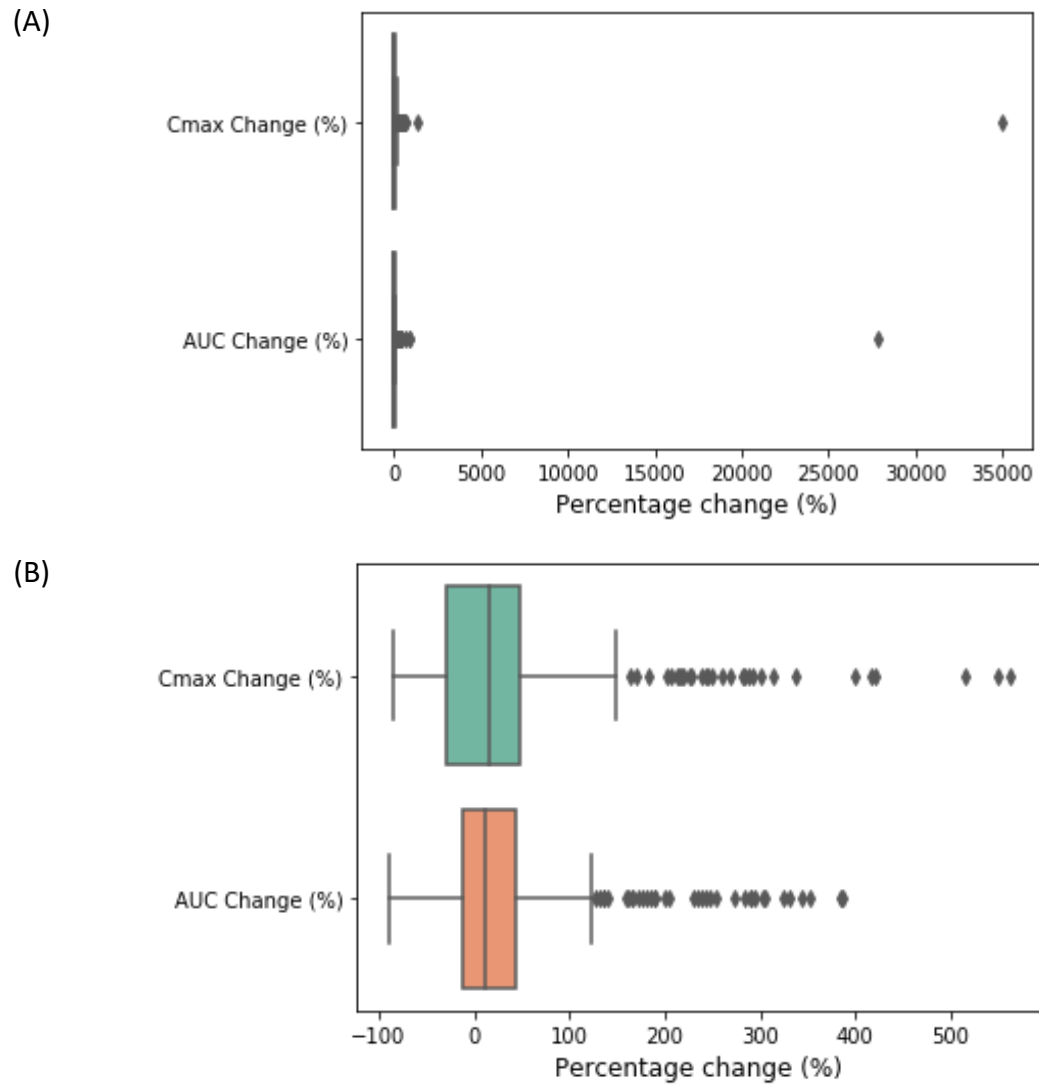 (A)
Cmax Change (%)
AUC Change (%)
0 5000 10000 15000 20000 25000 30000 35000
Percentage change (%)
(B)
Cmax Change (%)
AUC Change (%)
−100 0 100 200 300 400 500
Percentage change (%)